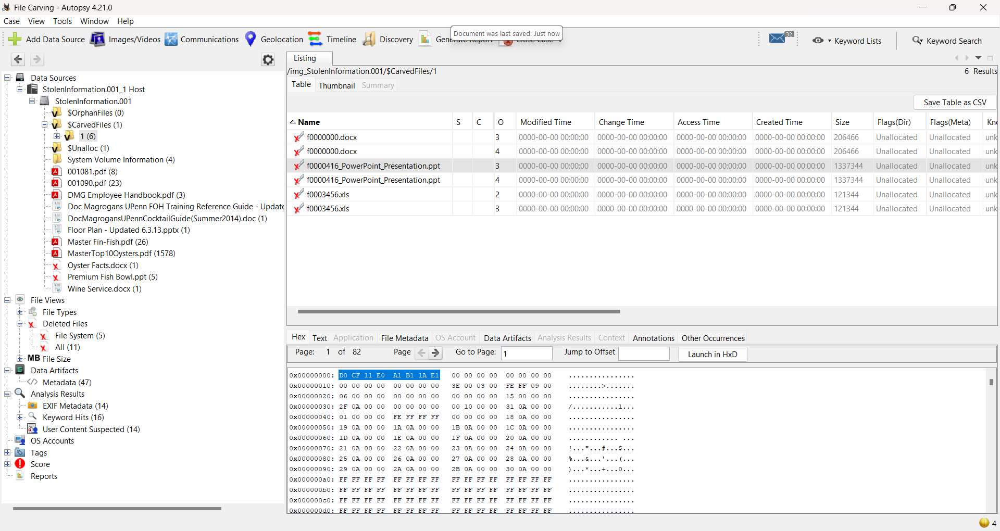 File Carving - Autopsy 4.21.0
Case View Tools Window Help
Add Data Source Images/Videos Communications Geolocation Timeline Discovery Generate Report Close Case
Document was last saved: Just now
32
Keyword Lists Keyword Search
Data Sources
StolenInformation.001_1 Host
StolenInformation.001
$OrphanFiles (0)
$CarvedFiles (1)
1 (6)
$Unalloc (1)
System Volume Information (4)
001081.pdf (8)
001090.pdf (23)
DMG Employee Handbook.pdf (3)
Doc Magrogans UPenn FOH Training Reference Guide - Update
DocMagrogansUPennCocktailGuide(Summer2014).doc (1)
Floor Plan - Updated 6.3.13.pptx (1)
Master Fin-Fish.pdf (26)
MasterTop10Oysters.pdf (1578)
Oyster Facts.docx (1)
Premium Fish Bowl.ppt (5)
Wine Service.docx (1)
File Views
File Types
Deleted Files
File System (5)
All (11)
MB File Size
Data Artifacts
Metadata (47)
Analysis Results
EXIF Metadata (14)
Keyword Hits (16)
User Content Suspected (14)
OS Accounts
Tags
Score
Reports
Listing
/img_StolenInformation.001/$CarvedFiles/1
6 Results
Table Thumbnail Summary
Save Table as CSV
Name S C O Modified Time Change Time Access Time Created Time Size Flags(Dir) Flags(Meta) Kno
f0000000.docx 3 0000-00-00 00:00:00 0000-00-00 00:00:00 0000-00-00 00:00:00 0000-00-00 00:00:00 206466 Unallocated Unallocated unk
f0000000.docx 4 0000-00-00 00:00:00 0000-00-00 00:00:00 0000-00-00 00:00:00 0000-00-00 00:00:00 206466 Unallocated Unallocated unk
f0000416_PowerPoint_Presentation.ppt 3 0000-00-00 00:00:00 0000-00-00 00:00:00 0000-00-00 00:00:00 0000-00-00 00:00:00 1337344 Unallocated Unallocated unk
f0000416_PowerPoint_Presentation.ppt 4 0000-00-00 00:00:00 0000-00-00 00:00:00 0000-00-00 00:00:00 0000-00-00 00:00:00 1337344 Unallocated Unallocated unk
f0003456.xls 2 0000-00-00 00:00:00 0000-00-00 00:00:00 0000-00-00 00:00:00 0000-00-00 00:00:00 121344 Unallocated Unallocated unk
f0003456.xls 3 0000-00-00 00:00:00 0000-00-00 00:00:00 0000-00-00 00:00:00 0000-00-00 00:00:00 121344 Unallocated Unallocated unk
Hex Text Application File Metadata OS Account Data Artifacts Analysis Results Context Annotations Other Occurrences
Page: 1 of 82 Page Go to Page: 1 Jump to Offset Launch in HxD
0x00000000: D0 CF 11 E0 A1 B1 1A E1 00 00 00 00 00 00 00 00 ................
0x00000010: 00 00 00 00 00 00 00 00 3E 00 03 00 FE FF 09 00 ........>.......
0x00000020: 06 00 00 00 00 00 00 00 00 00 00 00 15 00 00 00 ................
0x00000030: 2F 0A 00 00 00 00 00 00 00 10 00 00 31 0A 00 00 /...........1...
0x00000040: 01 00 00 00 FE FF FF FF 00 00 00 00 18 0A 00 00 ................
0x00000050: 19 0A 00 00 1A 0A 00 00 1B 0A 00 00 1C 0A 00 00 ................
0x00000060: 1D 0A 00 00 1E 0A 00 00 1F 0A 00 00 20 0A 00 00 ............ ...
0x00000070: 21 0A 00 00 22 0A 00 00 23 0A 00 00 24 0A 00 00 !..."...#...$...
0x00000080: 25 0A 00 00 26 0A 00 00 27 0A 00 00 28 0A 00 00 %...&...'...(...
0x00000090: 29 0A 00 00 2A 0A 00 00 2B 0A 00 00 30 0A 00 00 )...*...+...0...
0x000000a0: FF FF FF FF FF FF FF FF FF FF FF FF FF FF FF FF ................
0x000000b0: FF FF FF FF FF FF FF FF FF FF FF FF FF FF FF FF ................
0x000000c0: FF FF FF FF FF FF FF FF FF FF FF FF FF FF FF FF ................
0x000000d0: FF FF FF FF FF FF FF FF FF FF FF FF FF FF FF FF ................
4